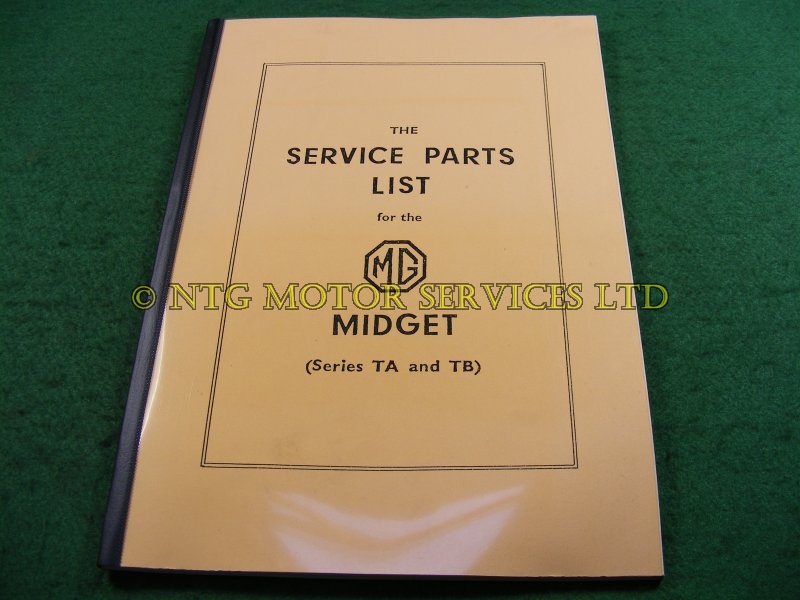 THE
SERVICE PARTS
LIST
for the
MG
© NTG MOTOR SERVICES LTD
MIDGET
(Series TA and TB)